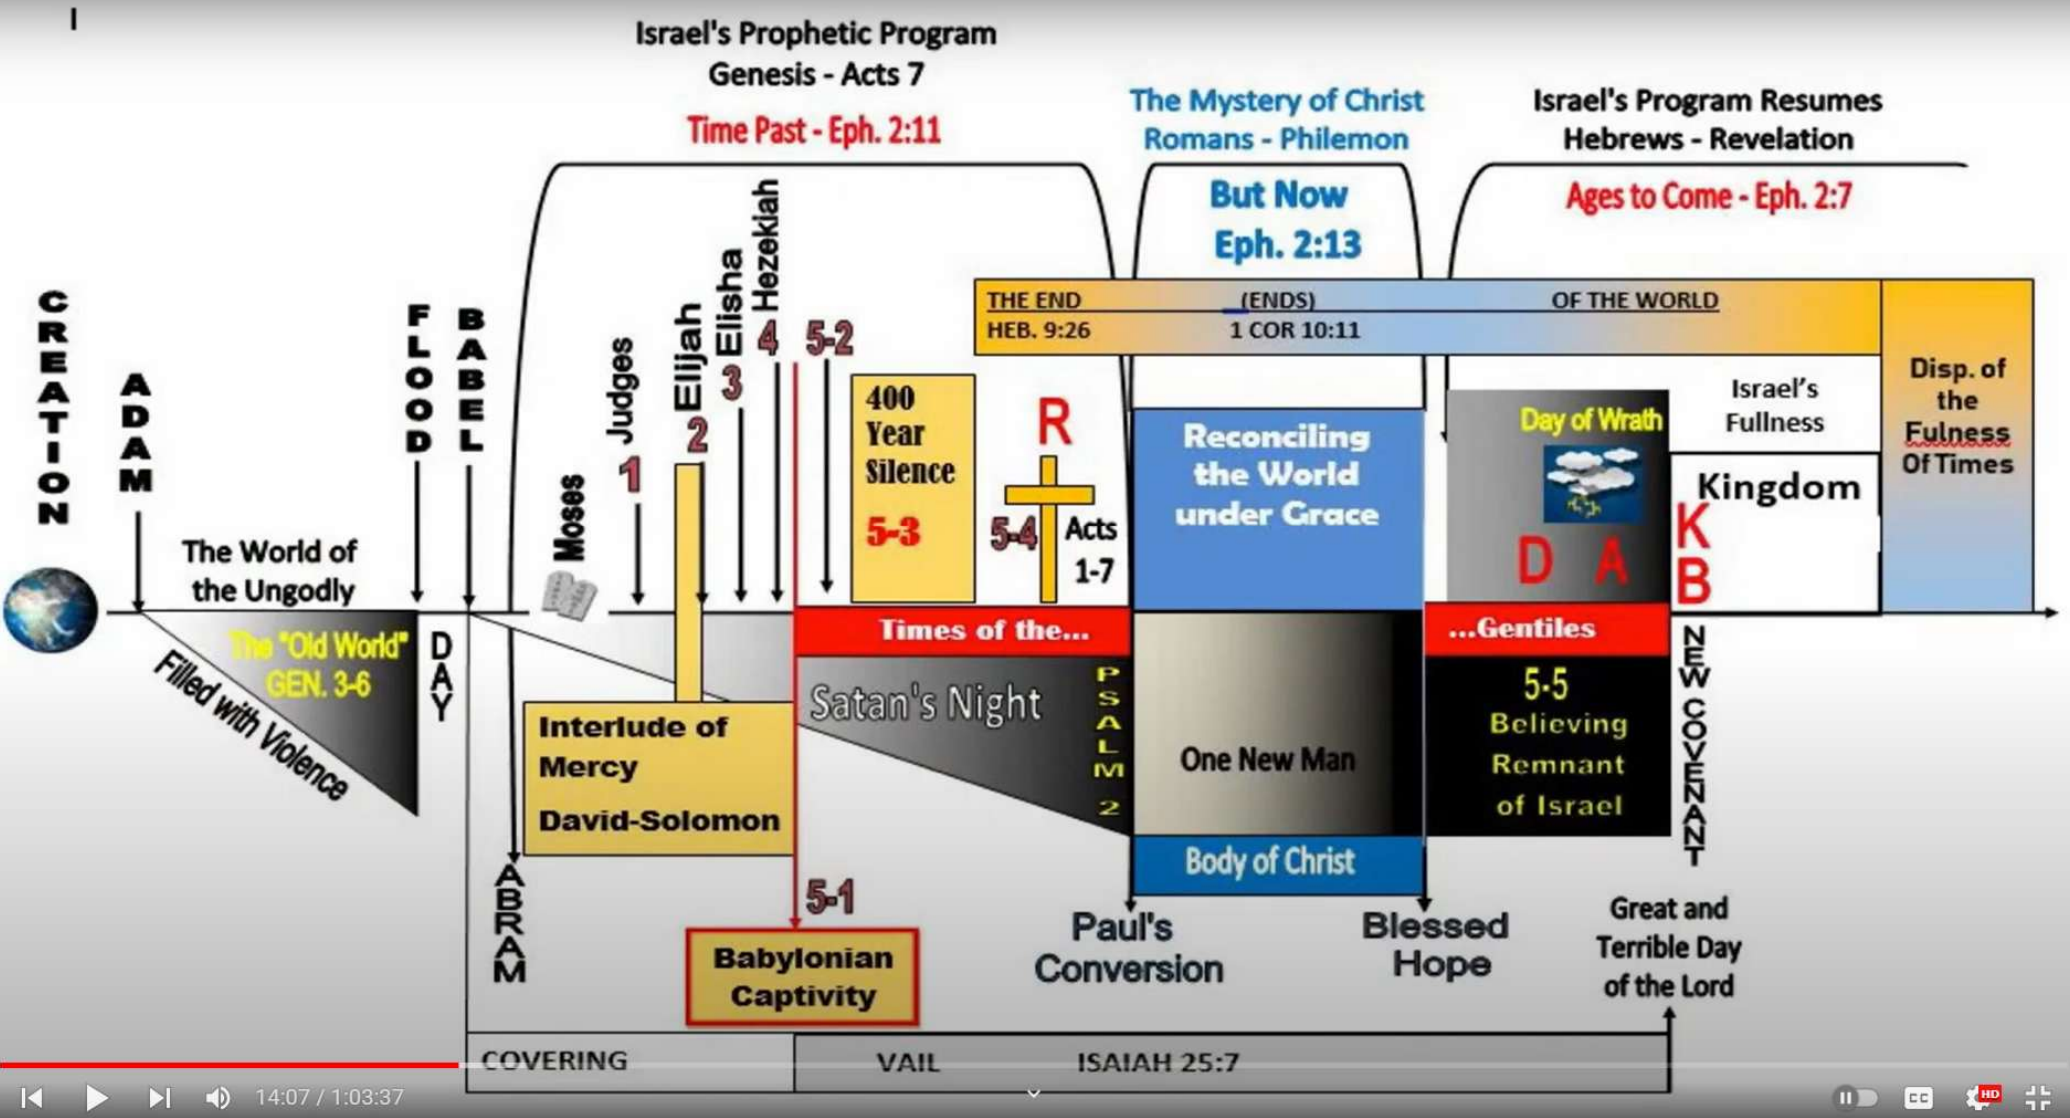 Israel's Prophetic Program
Genesis - Acts 7
Time Past - Eph. 2:11
The Mystery of Christ
Romans - Philemon
But Now
Eph. 2:13
Israel's Program Resumes
Hebrews - Revelation
Ages to Come - Eph. 2:7
CREATION
ADAM
FLOOD
BABEL
The World of
the Ungodly
The "Old World"
GEN. 3-6
Filled with Violence
DAY
ABRAM
Moses
Judges
1
Elijah
2
Elisha
3
Hezekiah
4
5-2
400
Year
Silence
5-3
R
5-4
Acts
1-7
THE END (ENDS) OF THE WORLD
HEB. 9:26 1 COR 10:11
Disp. of
the
Fulness
Of Times
Reconciling
the World
under Grace
Day of Wrath
D A
Israel's
Fullness
Kingdom
K
B
Times of the...
...Gentiles
Satan's Night
PSALM 2
One New Man
Body of Christ
5-5
Believing
Remnant
of Israel
NEW COVENANT
Interlude of
Mercy
David-Solomon
5-1
Babylonian
Captivity
Paul's
Conversion
Blessed
Hope
Great and
Terrible Day
of the Lord
COVERING
VAIL ISAIAH 25:7
14:07 / 1:03:37
CC
HD